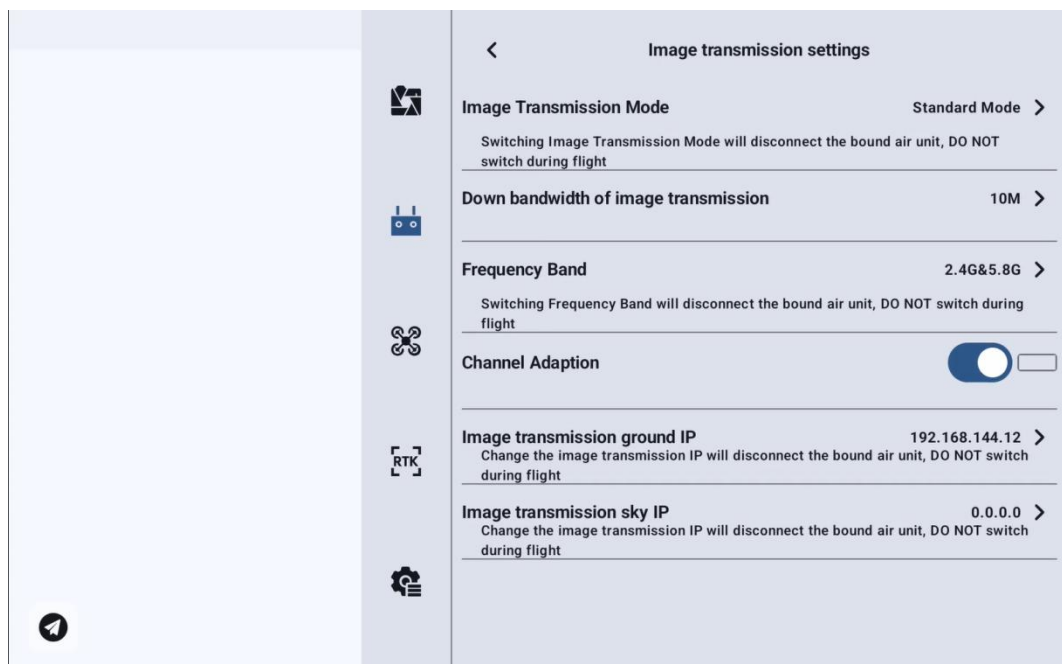 Image transmission settings
Image Transmission Mode Standard Mode
Switching Image Transmission Mode will disconnect the bound air unit, DO NOT
switch during flight
Down bandwidth of image transmission 10M
Frequency Band 2.4G&5.8G
Switching Frequency Band will disconnect the bound air unit, DO NOT switch during
flight
Channel Adaption
Image transmission ground IP 192.168.144.12
Change the image transmission IP will disconnect the bound air unit, DO NOT switch
during flight
RTK
Image transmission sky IP 0.0.0.0
Change the image transmission IP will disconnect the bound air unit, DO NOT switch
during flight